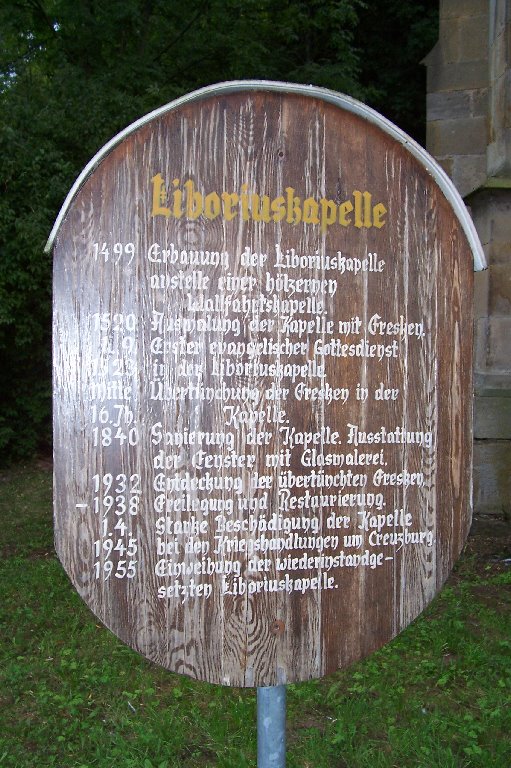 Liboriuskapelle
1499 Erbauung der Liboriuskapelle
anstelle einer hölzernen
Wallfahrtskapelle.
1520 Ausmalung der Kapelle mit Fresken.
1. 9. Erster evangelischer Gottesdienst
1523 in der Liboriuskapelle.
Mitte Übertünchung der Fresken in der
16. Jh. Kapelle.
1840 Sanierung der Kapelle. Ausstattung
der Fenster mit Glasmalerei.
1932 Entdeckung der übertünchten Fresken,
-1938 Freilegung und Restaurierung.
1.4. Starke Beschädigung der Kapelle
1945 bei den Kriegshandlungen um Creuzburg.
1955 Einweihung der wiederinstandge-
setzten Liboriuskapelle.